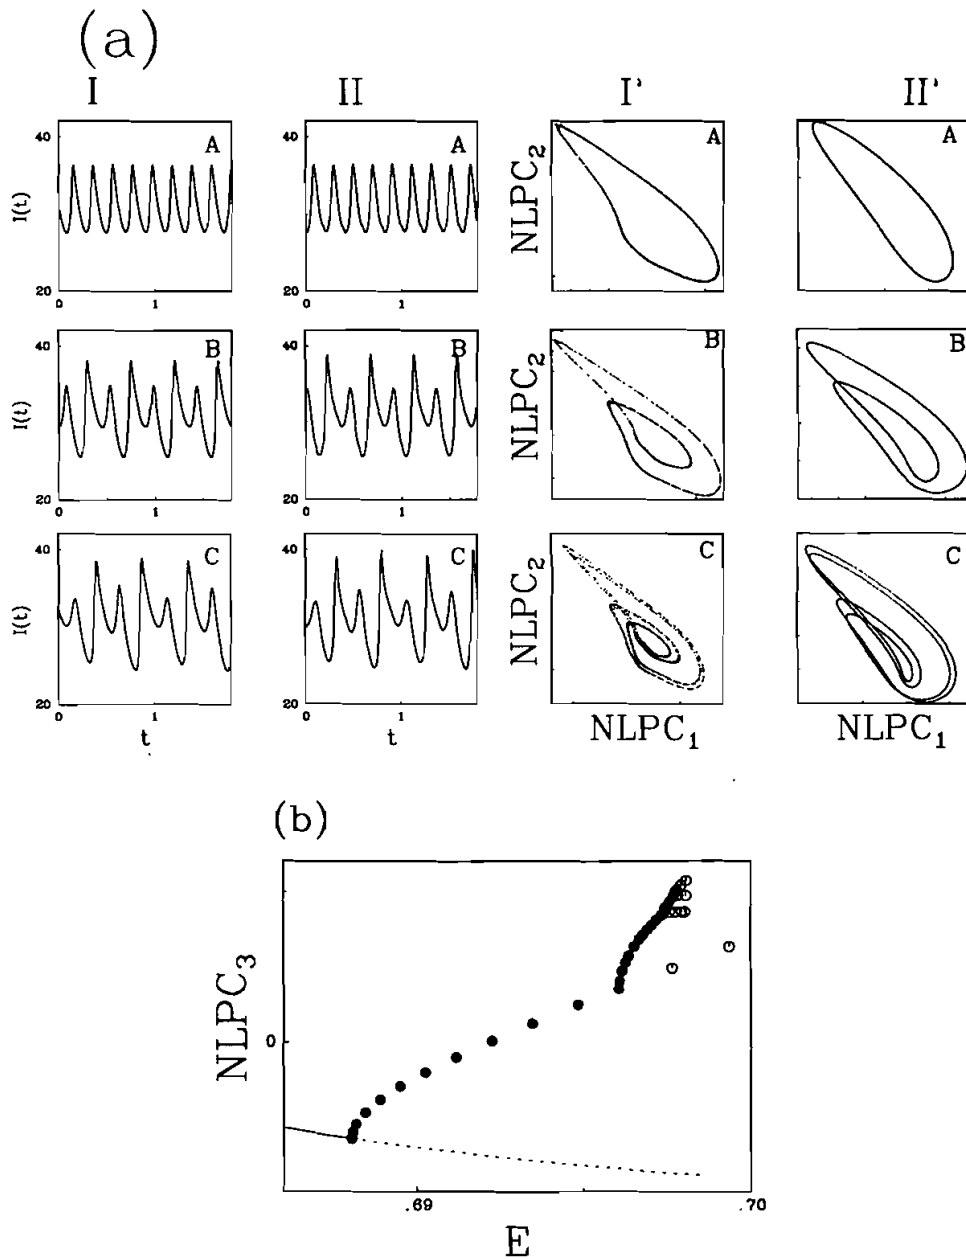 (a)
I II I' II'
40 A A A A
I(t)
NLPC2
20 20
0 1 0 1
40 B 40 B B B
I(t)
NLPC2
20 20
0 1 0 1
40 C 40 C C C
I(t)
NLPC2
20 20
0 1 0 1
t t NLPC1 NLPC1
(b)
NLPC3
0
.69 .70
E